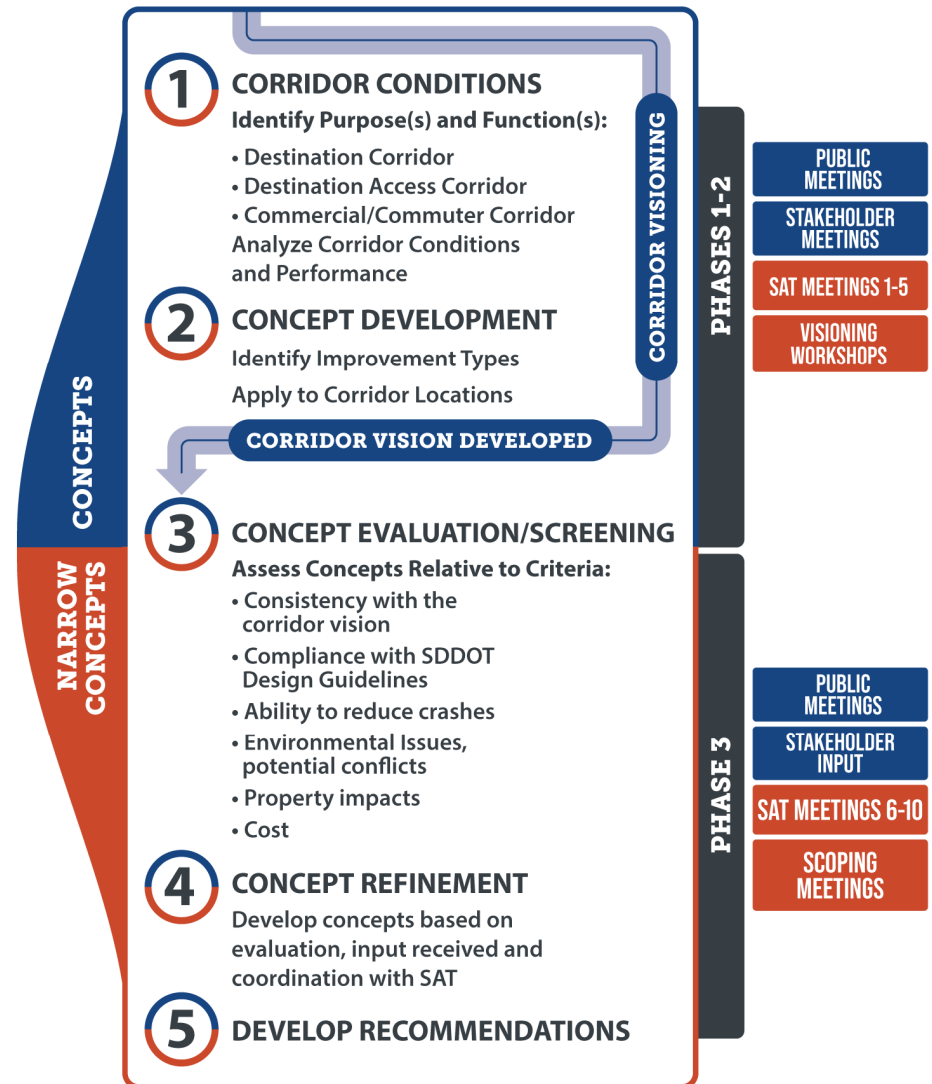 1
CORRIDOR CONDITIONS
Identify Purpose(s) and Function(s):
• Destination Corridor
• Destination Access Corridor
• Commercial/Commuter Corridor
Analyze Corridor Conditions
and Performance
2
CONCEPT DEVELOPMENT
Identify Improvement Types
Apply to Corridor Locations
CORRIDOR VISIONING
CORRIDOR VISION DEVELOPED
3
CONCEPT EVALUATION/SCREENING
Assess Concepts Relative to Criteria:
• Consistency with the
corridor vision
• Compliance with SDDOT
Design Guidelines
• Ability to reduce crashes
• Environmental Issues,
potential conflicts
• Property impacts
• Cost
4
CONCEPT REFINEMENT
Develop concepts based on
evaluation, input received and
coordination with SAT
5
DEVELOP RECOMMENDATIONS
CONCEPTS
NARROW
CONCEPTS
PHASES 1-2
PUBLIC
MEETINGS
STAKEHOLDER
MEETINGS
SAT MEETINGS 1-5
VISIONING
WORKSHOPS
PHASE 3
PUBLIC
MEETINGS
STAKEHOLDER
INPUT
SAT MEETINGS 6-10
SCOPING
MEETINGS